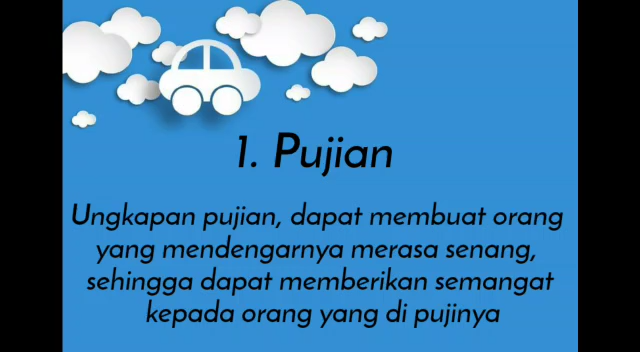 1. Pujian
Ungkapan pujian, dapat membuat orang
yang mendengarnya merasa senang,
sehingga dapat memberikan semangat
kepada orang yang di pujinya